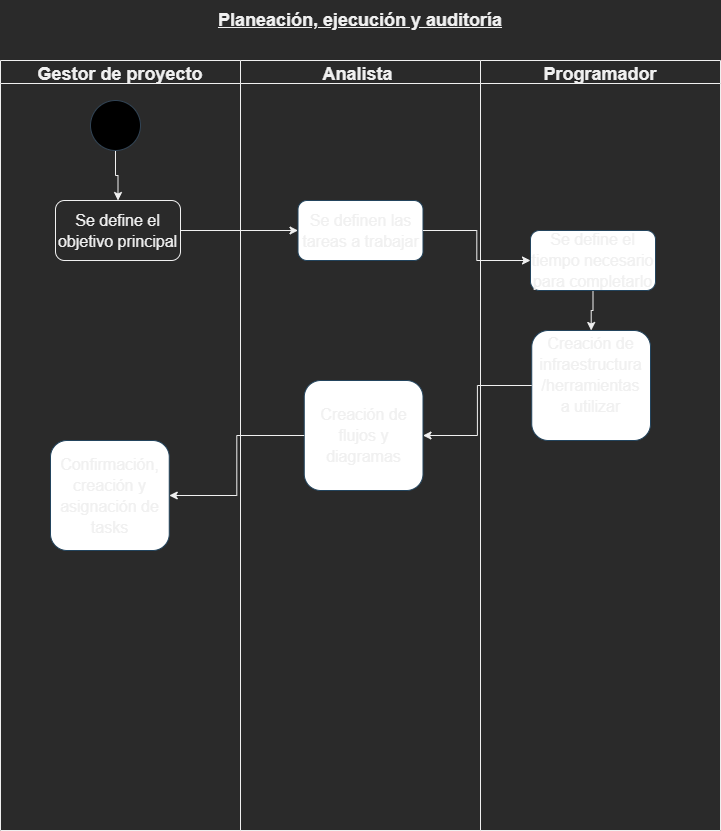 Planeación, ejecución y auditoría
Gestor de proyecto
Analista
Programador
Se define el
objetivo principal
Se definen las
tareas a trabajar
Se define el
tiempo necesario
para completarlo
Creación de
infraestructura
/herramientas
a utilizar
Creación de
flujos y
diagramas
Confirmación,
creación y
asignación de
tasks